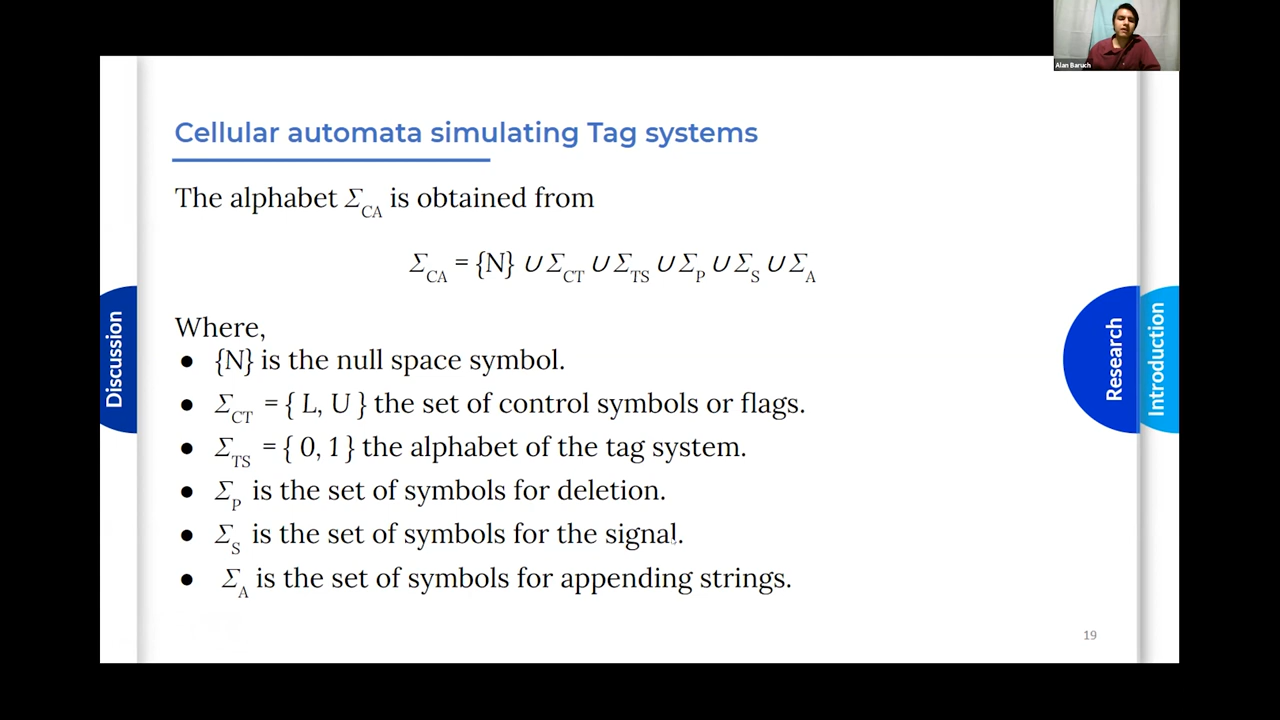 Alan Baruch
Cellular automata simulating Tag systems
The alphabet Σ_CA is obtained from
Σ_CA = {N} ∪ Σ_CT ∪ Σ_TS ∪ Σ_P ∪ Σ_S ∪ Σ_A
Where,
● {N} is the null space symbol.
● Σ_CT = { L, U } the set of control symbols or flags.
● Σ_TS = { 0, 1 } the alphabet of the tag system.
● Σ_P is the set of symbols for deletion.
● Σ_S is the set of symbols for the signal.
● Σ_A is the set of symbols for appending strings.
Discussion
Research
Introduction
19